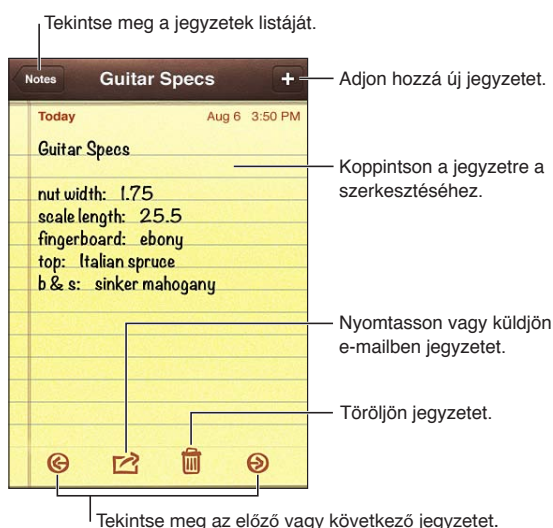 Tekintse meg a jegyzetek listáját.
Notes
Guitar Specs
+
Adjon hozzá új jegyzetet.
Today
Aug 6 3:50 PM
Guitar Specs
Koppintson a jegyzetre a
szerkesztéséhez.
nut width: 1.75
scale length: 25.5
fingerboard: ebony
top: Italian spruce
b & s: sinker mahogany
Nyomtasson vagy küldjön
e-mailben jegyzetet.
Töröljön jegyzetet.
Tekintse meg az előző vagy következő jegyzetet.